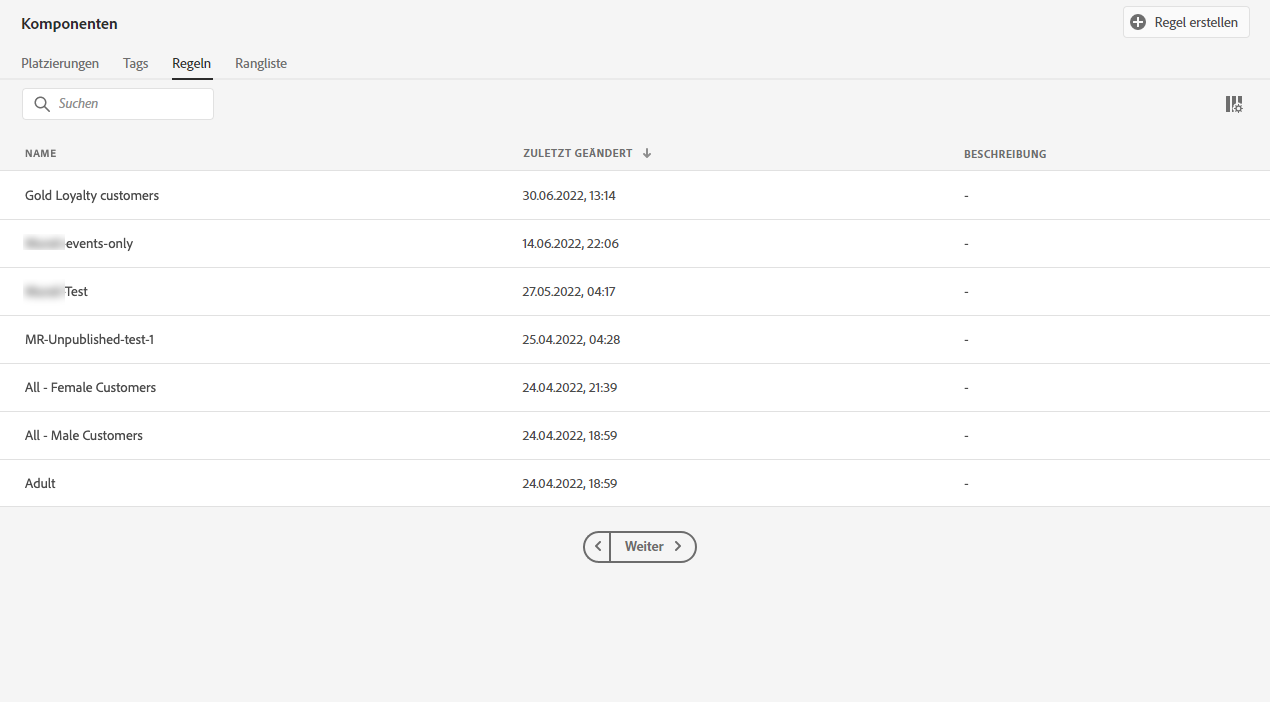 Komponenten
Regel erstellen
Platzierungen Tags Regeln Rangliste
Suchen
NAME ZULETZT GEÄNDERT BESCHREIBUNG
Gold Loyalty customers 30.06.2022, 13:14 -
events-only 14.06.2022, 22:06 -
Test 27.05.2022, 04:17 -
MR-Unpublished-test-1 25.04.2022, 04:28 -
All - Female Customers 24.04.2022, 21:39 -
All - Male Customers 24.04.2022, 18:59 -
Adult 24.04.2022, 18:59 -
Weiter